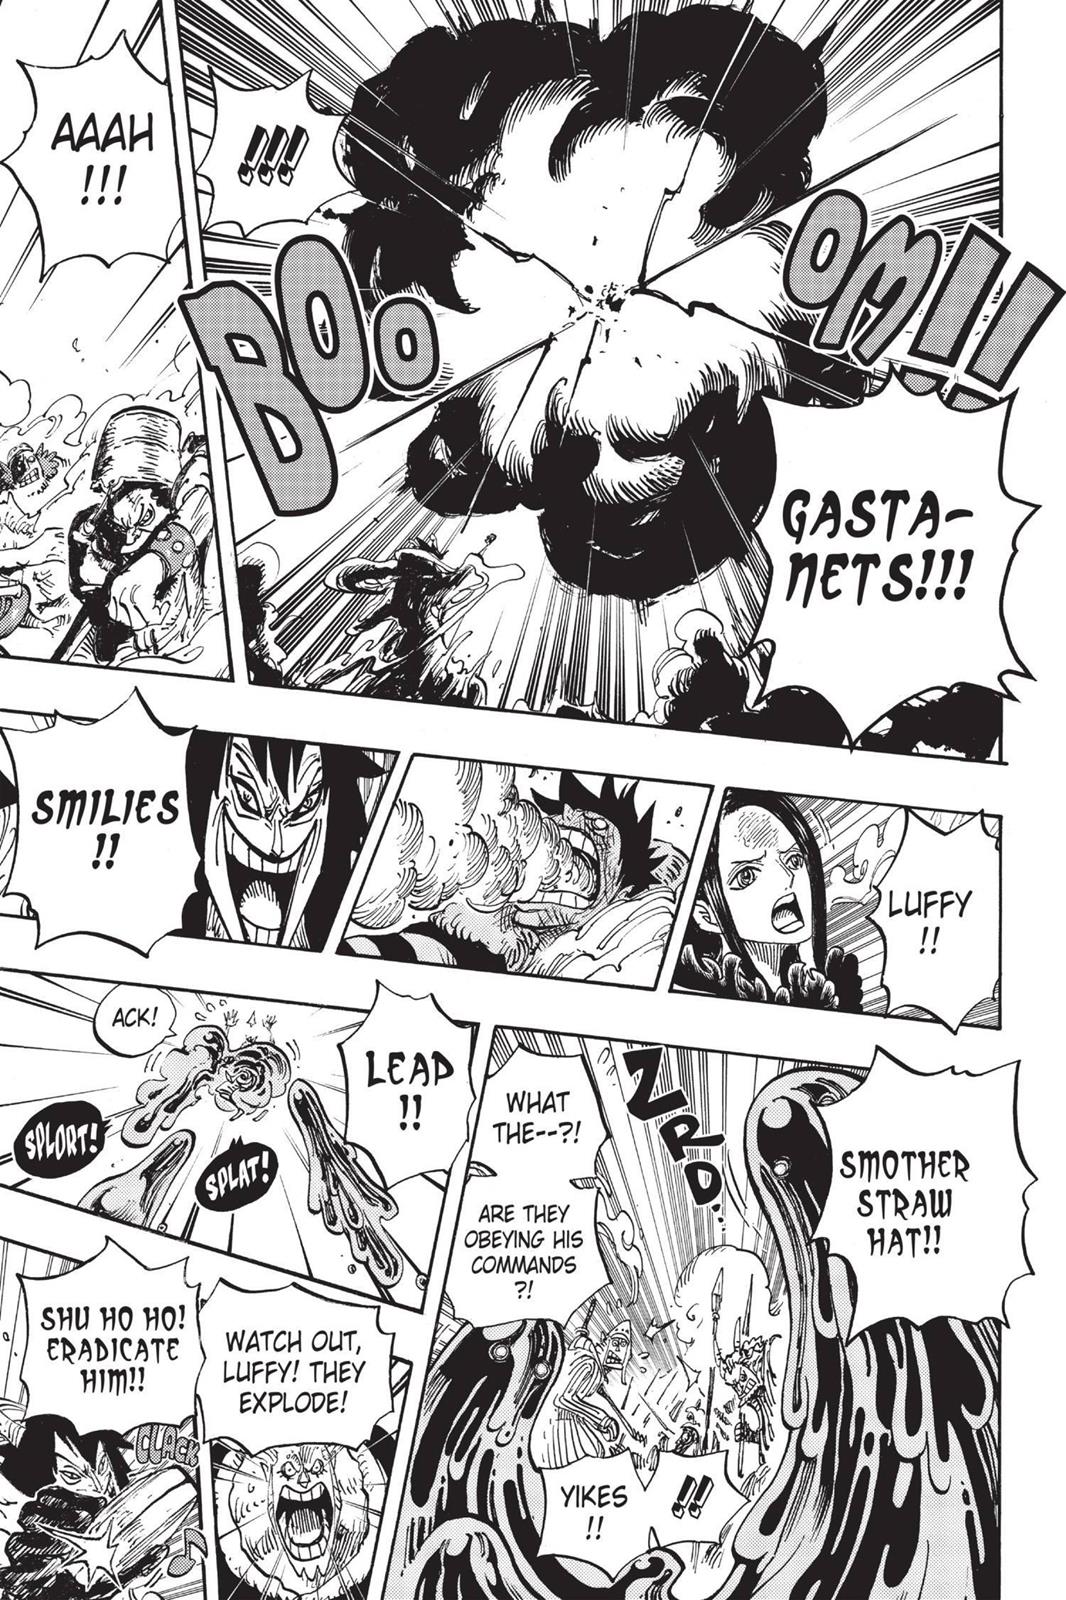 BOOOOM!!
GASTA-
NETS!!!
!!!
AAAH
!!!
LUFFY
!!
SMILIES
!!
SMOTHER
STRAW
HAT!!
ZRD...
WHAT
THE--?!
ARE THEY
OBEYING HIS
COMMANDS
?!
!!
YIKES
!!
LEAP
!!
ACK!
SPLAT!
SPLORT!
WATCH OUT,
LUFFY! THEY
EXPLODE!
SHU HO HO!
ERADICATE
HIM!!
CLACK